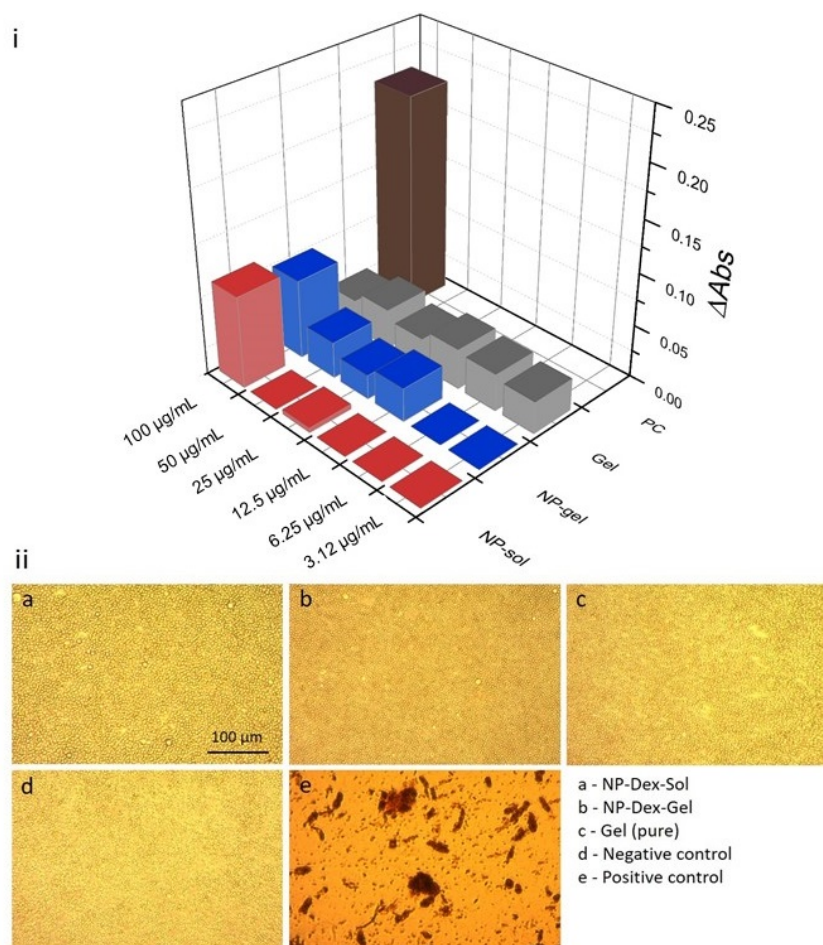 i
0.25
0.20
0.15
0.10
0.05
0.00
ΔAbs
100 µg/mL
50 µg/mL
25 µg/mL
12.5 µg/mL
6.25 µg/mL
3.12 µg/mL
PC
Gel
NP-gel
NP-sol
ii
a
100 µm
b
c
d
e
a - NP-Dex-Sol
b - NP-Dex-Gel
c - Gel (pure)
d - Negative control
e - Positive control